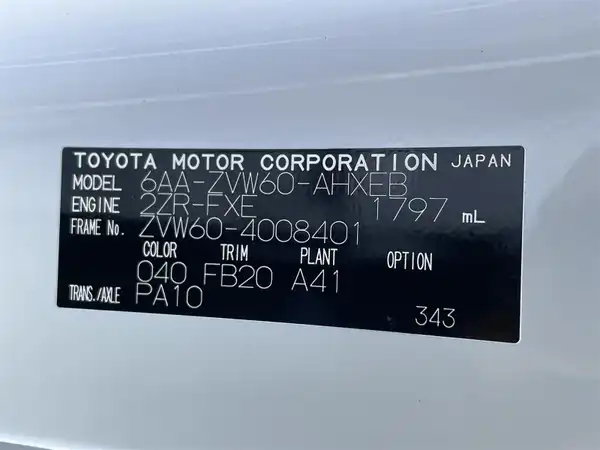 TOYOTA MOTOR CORPORATION JAPAN
MODEL 6AA-ZVW60-AHXEB
ENGINE 2ZR-FXE 1797 mL
FRAME No. ZVW60-4008401
COLOR TRIM PLANT OPTION
040 FB20 A41
TRANS./AXLE PA10
343